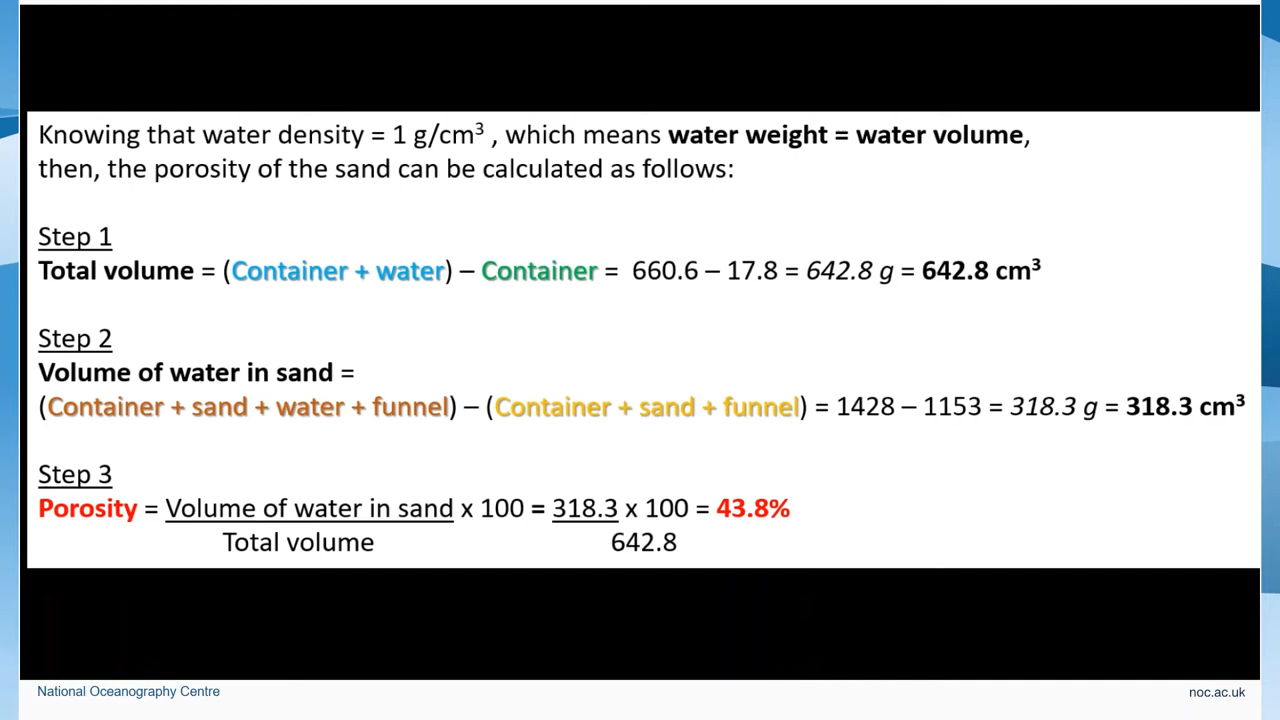 Knowing that water density = 1 g/cm³ , which means water weight = water volume,
then, the porosity of the sand can be calculated as follows:
Step 1
Total volume = (Container + water) – Container = 660.6 – 17.8 = 642.8 g = 642.8 cm³
Step 2
Volume of water in sand =
(Container + sand + water + funnel) – (Container + sand + funnel) = 1428 – 1153 = 318.3 g = 318.3 cm³
Step 3
Porosity = Volume of water in sand x 100 = 318.3 x 100 = 43.8%
Total volume 642.8
National Oceanography Centre
noc.ac.uk